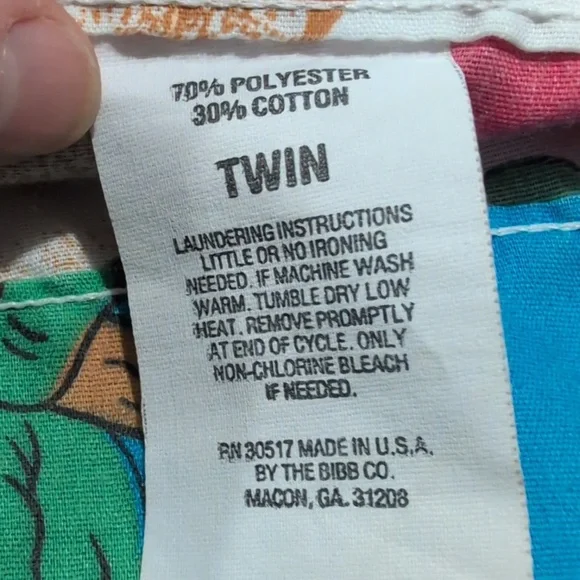 70% POLYESTER
30% COTTON
TWIN
LAUNDERING INSTRUCTIONS
LITTLE OR NO IRONING
NEEDED. IF MACHINE WASH
WARM. TUMBLE DRY LOW
HEAT. REMOVE PROMPTLY
AT END OF CYCLE. ONLY
NON-CHLORINE BLEACH
IF NEEDED.
RN 30517 MADE IN U.S.A.
BY THE BIBB CO.
MACON, GA. 31208